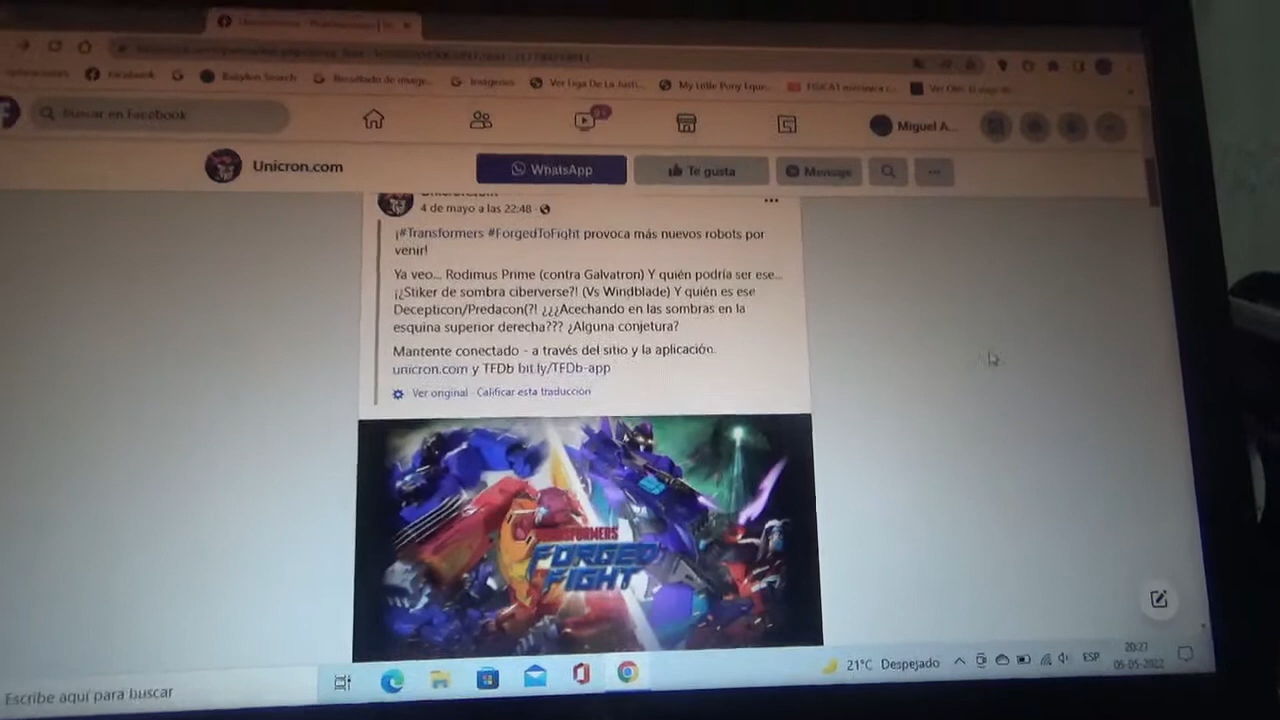 Facebook
G
Babylon Search
G Resultado de image...
G Imágenes
Ver Liga De La Justi...
My Little Pony Eque...
Buscar en Facebook
Miguel A...
Unicron.com
WhatsApp
Te gusta
Mensaje
4 de mayo a las 22:48
¡#Transformers #ForgedToFight provoca más nuevos robots por
venir!
Ya veo... Rodimus Prime (contra Galvatron) Y quién podría ser ese...
¡¿Stiker de sombra ciberverse?! (Vs Windblade) Y quién es ese
Decepticon/Predacon(?! ¿¿¿Acechando en las sombras en la
esquina superior derecha??? ¿Alguna conjetura?
Mantente conectado - a través del sitio y la aplicación.
unicron.com y TFDb bit.ly/TFDb-app
Ver original · Calificar esta traducción
TRANSFORMERS
FORGED
FIGHT
Escribe aquí para buscar
21°C Despejado
ESP
20:27
06-05-2022